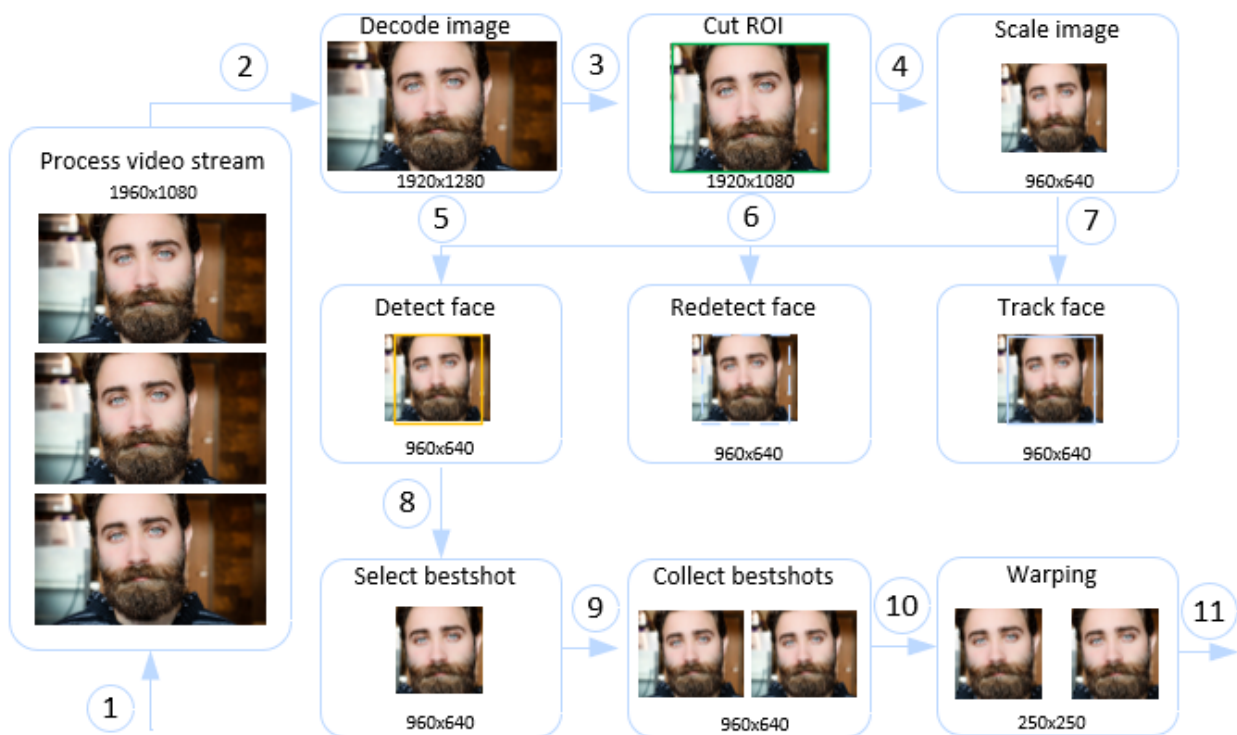 Process video stream
1960x1080
1
2
Decode image
1920x1280
3
Cut ROI
1920x1080
4
Scale image
960x640
5
6
7
Detect face
960x640
Redetect face
960x640
Track face
960x640
8
Select bestshot
960x640
9
Collect bestshots
960x640
10
Warping
250x250
11